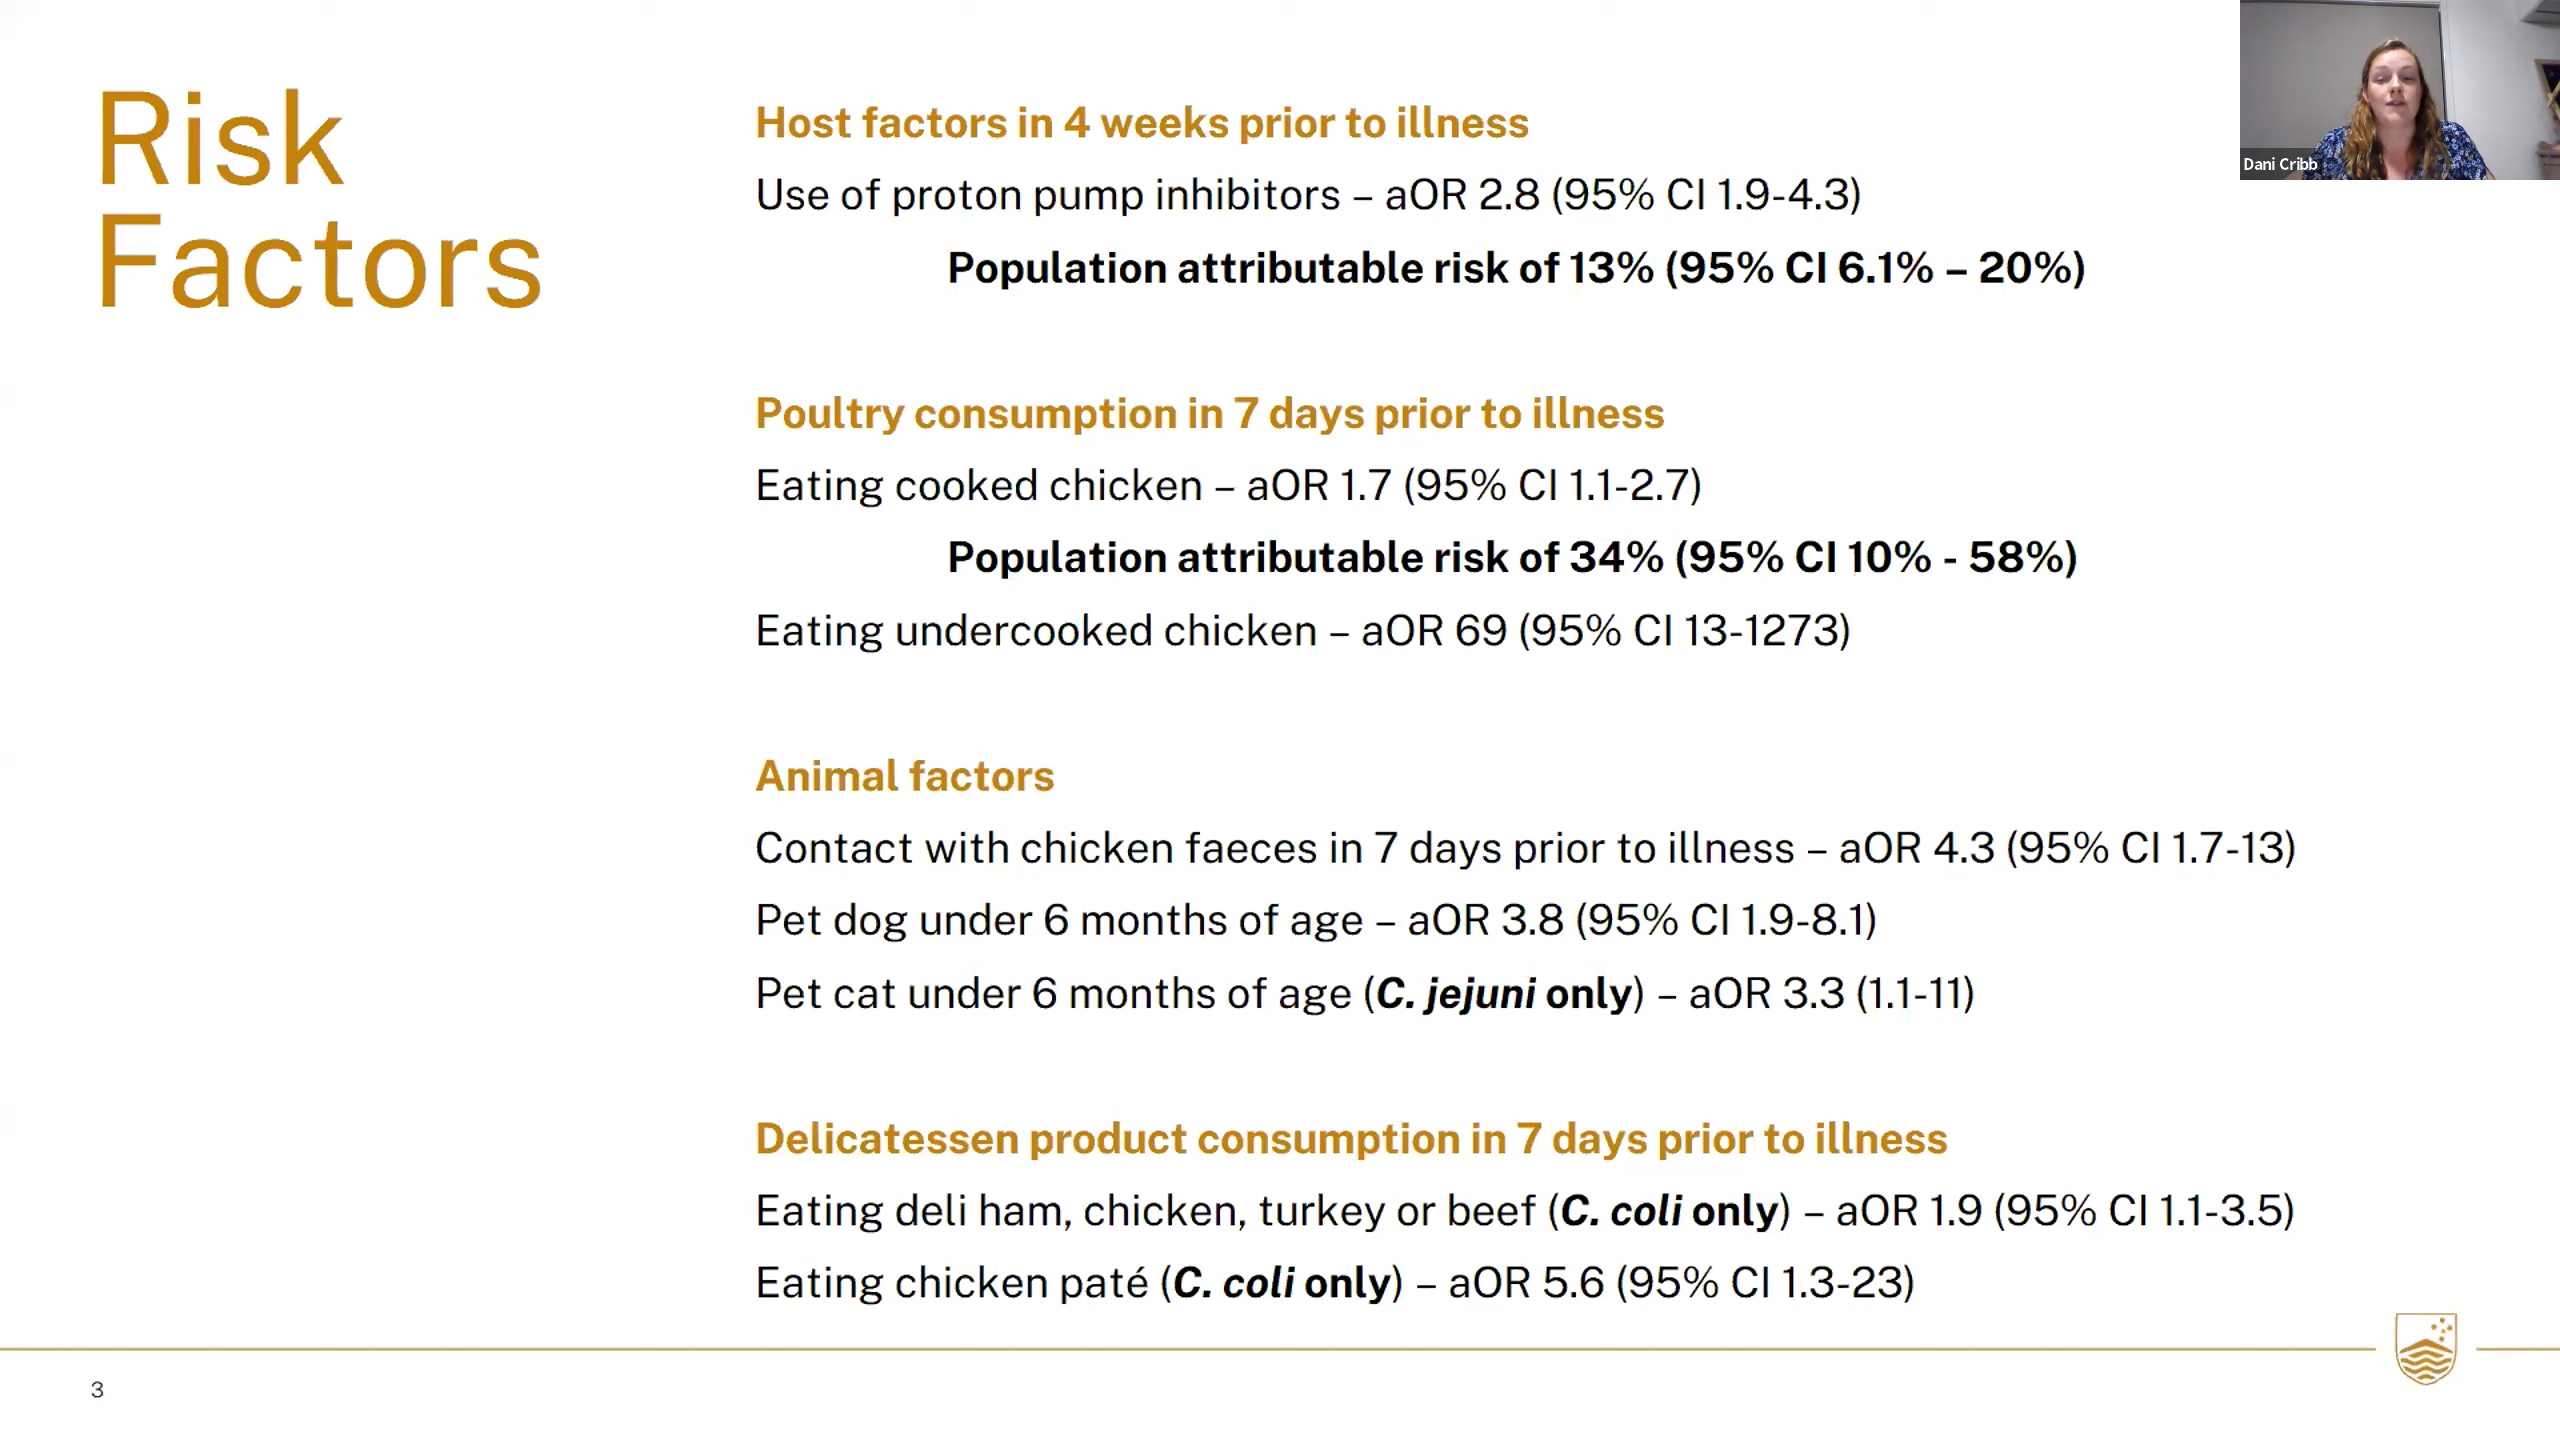 Risk
Factors
Host factors in 4 weeks prior to illness
Use of proton pump inhibitors – aOR 2.8 (95% CI 1.9-4.3)
Population attributable risk of 13% (95% CI 6.1% – 20%)
Poultry consumption in 7 days prior to illness
Eating cooked chicken – aOR 1.7 (95% CI 1.1-2.7)
Population attributable risk of 34% (95% CI 10% - 58%)
Eating undercooked chicken – aOR 69 (95% CI 13-1273)
Animal factors
Contact with chicken faeces in 7 days prior to illness – aOR 4.3 (95% CI 1.7-13)
Pet dog under 6 months of age – aOR 3.8 (95% CI 1.9-8.1)
Pet cat under 6 months of age (C. jejuni only) – aOR 3.3 (1.1-11)
Delicatessen product consumption in 7 days prior to illness
Eating deli ham, chicken, turkey or beef (C. coli only) – aOR 1.9 (95% CI 1.1-3.5)
Eating chicken paté (C. coli only) – aOR 5.6 (95% CI 1.3-23)
3
Dani Cribb